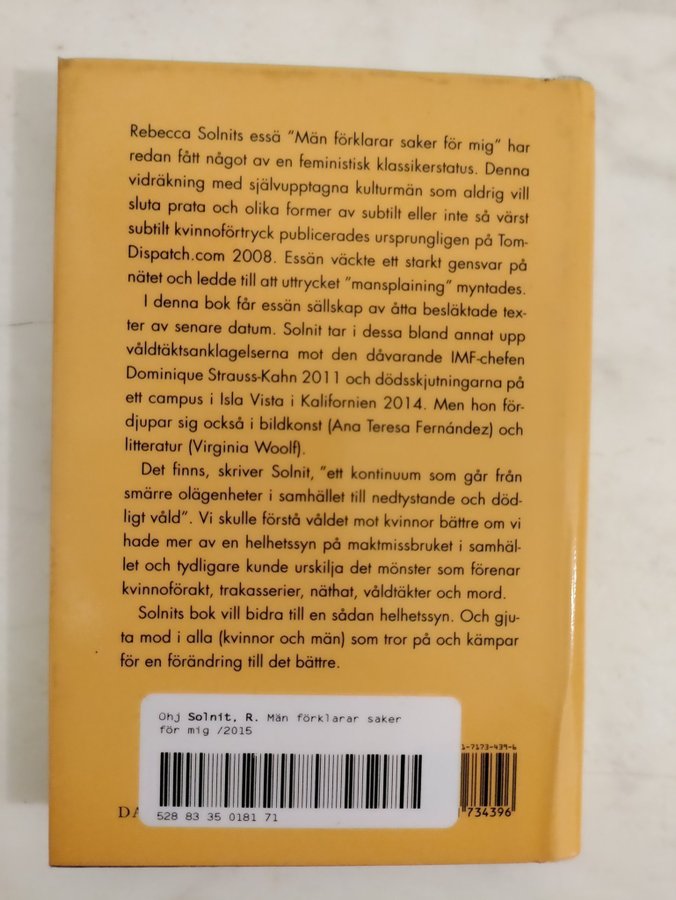 Rebecca Solnits essä ”Män förklarar saker för mig” har
redan fått något av en feministisk klassikerstatus. Denna
vidräkning med självupptagna kulturmän som aldrig vill
sluta prata och olika former av subtilt eller inte så värst
subtilt kvinnoförtryck publicerades ursprungligen på Tom-
Dispatch.com 2008. Essän väckte ett starkt gensvar på
nätet och ledde till att uttrycket ”mansplaining” myntades.
I denna bok får essän sällskap av åtta besläktade tex-
ter av senare datum. Solnit tar i dessa bland annat upp
våldtäktsanklagelserna mot den dåvarande IMF-chefen
Dominique Strauss-Kahn 2011 och dödsskjutningarna på
ett campus i Isla Vista i Kalifornien 2014. Men hon för-
djupar sig också i bildkonst (Ana Teresa Fernández) och
litteratur (Virginia Woolf).
Det finns, skriver Solnit, ”ett kontinuum som går från
smärre olägenheter i samhället till nedtystande och död-
ligt våld”. Vi skulle förstå våldet mot kvinnor bättre om vi
hade mer av en helhetssyn på maktmissbruket i samhäl-
let och tydligare kunde urskilja det mönster som förenar
kvinnoförakt, trakasserier, näthat, våldtäkter och mord.
Solnits bok vill bidra till en sådan helhetssyn. Och gju-
ta mod i alla (kvinnor och män) som tror på och kämpar
för en förändring till det bättre.
Ohj Solnit, R. Män förklarar saker
för mig /2015
528 83 35 0181 71
1-7173-439-6
734396
DA